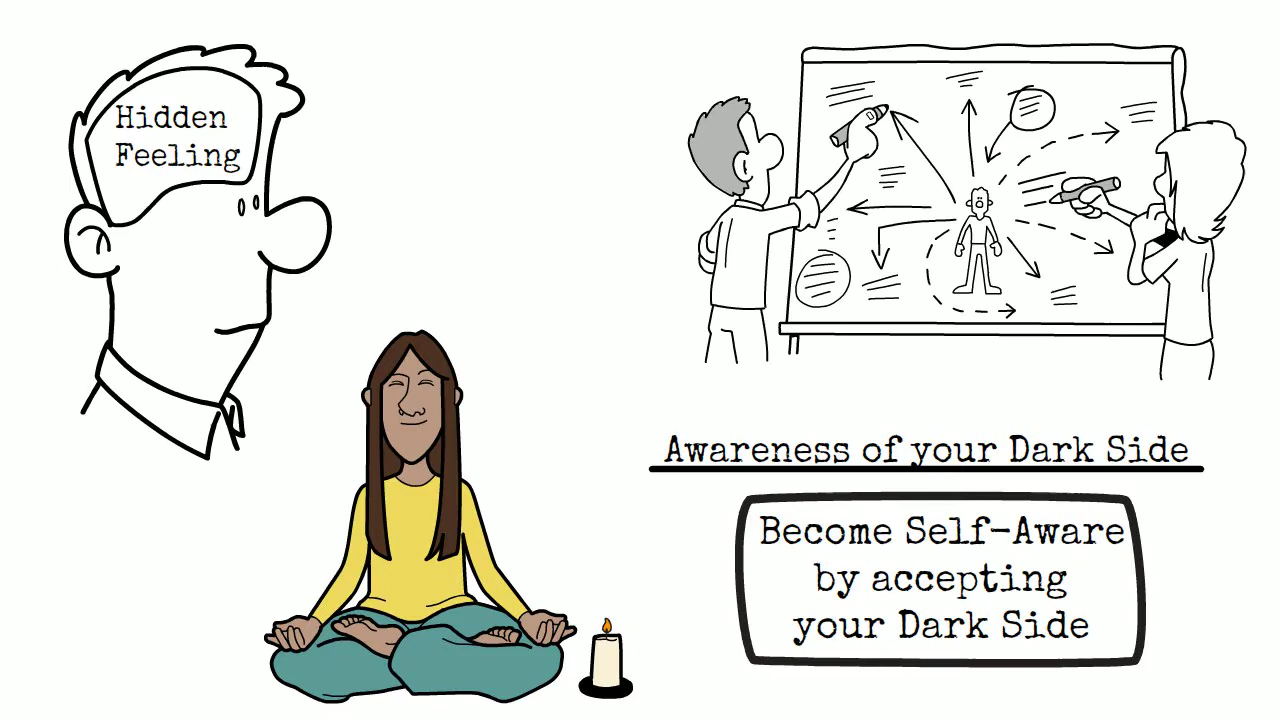 Hidden
Feeling
Awareness of your Dark Side
Become Self-Aware
by accepting
your Dark Side